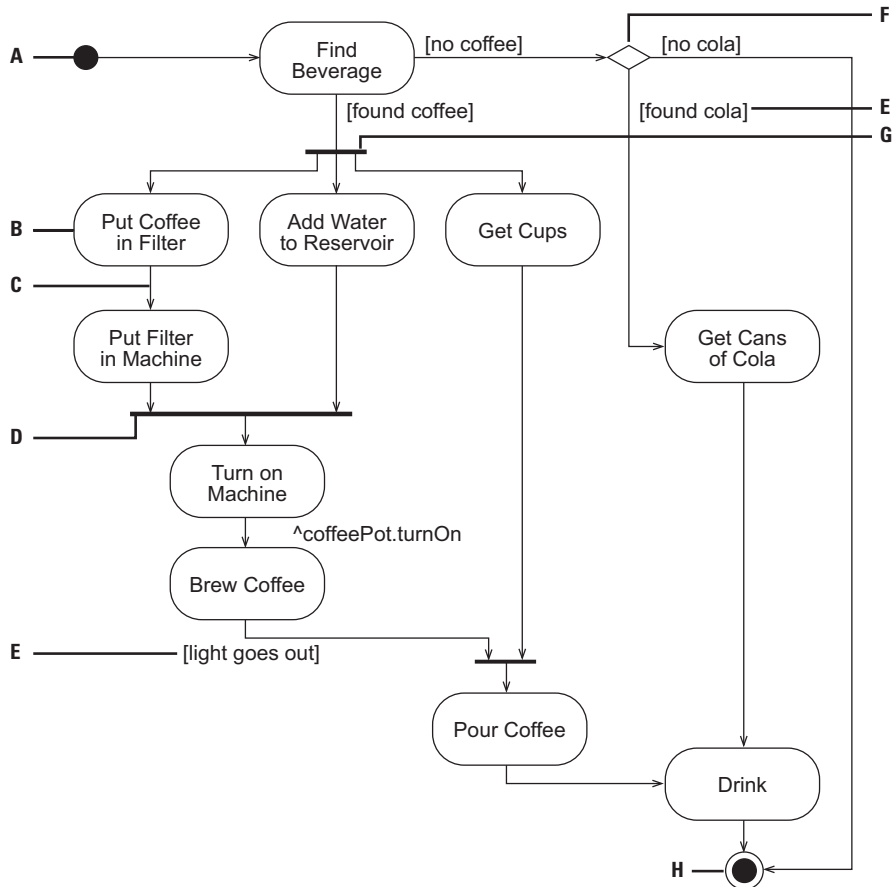 F
A
Find
Beverage
[no coffee]
[no cola]
[found coffee]
[found cola]
E
G
B
Put Coffee
in Filter
Add Water
to Reservoir
Get Cups
C
Put Filter
in Machine
Get Cans
of Cola
D
Turn on
Machine
^coffeePot.turnOn
Brew Coffee
E
[light goes out]
Pour Coffee
Drink
H